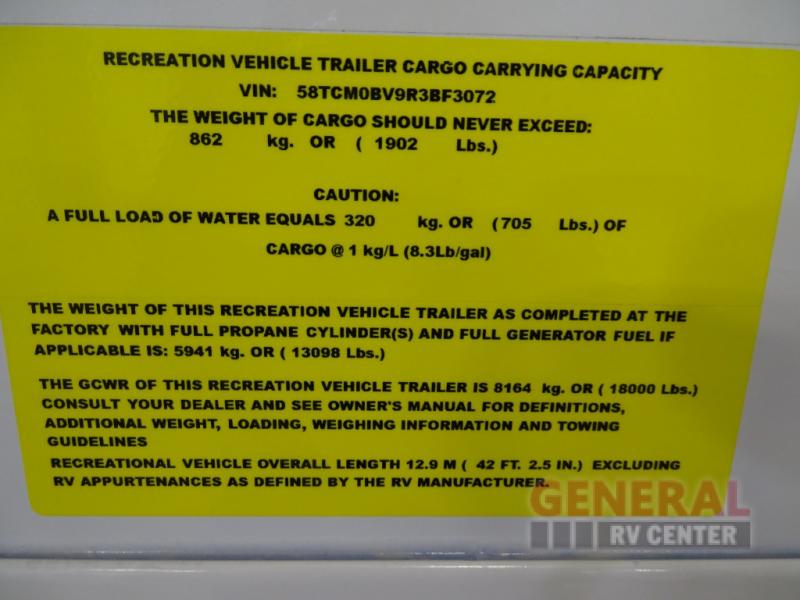 RECREATION VEHICLE TRAILER CARGO CARRYING CAPACITY
VIN: 58TCM0BV9R3BF3072
THE WEIGHT OF CARGO SHOULD NEVER EXCEED:
862 kg. OR ( 1902 Lbs.)
CAUTION:
A FULL LOAD OF WATER EQUALS 320 kg. OR (705 Lbs.) OF
CARGO @ 1 kg/L (8.3Lb/gal)
THE WEIGHT OF THIS RECREATION VEHICLE TRAILER AS COMPLETED AT THE
FACTORY WITH FULL PROPANE CYLINDER(S) AND FULL GENERATOR FUEL IF
APPLICABLE IS: 5941 kg. OR ( 13098 Lbs.)
THE GCWR OF THIS RECREATION VEHICLE TRAILER IS 8164 kg. OR ( 18000 Lbs.)
CONSULT YOUR DEALER AND SEE OWNER'S MANUAL FOR DEFINITIONS,
ADDITIONAL WEIGHT, LOADING, WEIGHING INFORMATION AND TOWING
GUIDELINES
RECREATIONAL VEHICLE OVERALL LENGTH 12.9 M ( 42 FT. 2.5 IN.) EXCLUDING
RV APPURTENANCES AS DEFINED BY THE RV MANUFACTURER.
GENERAL
RV CENTER